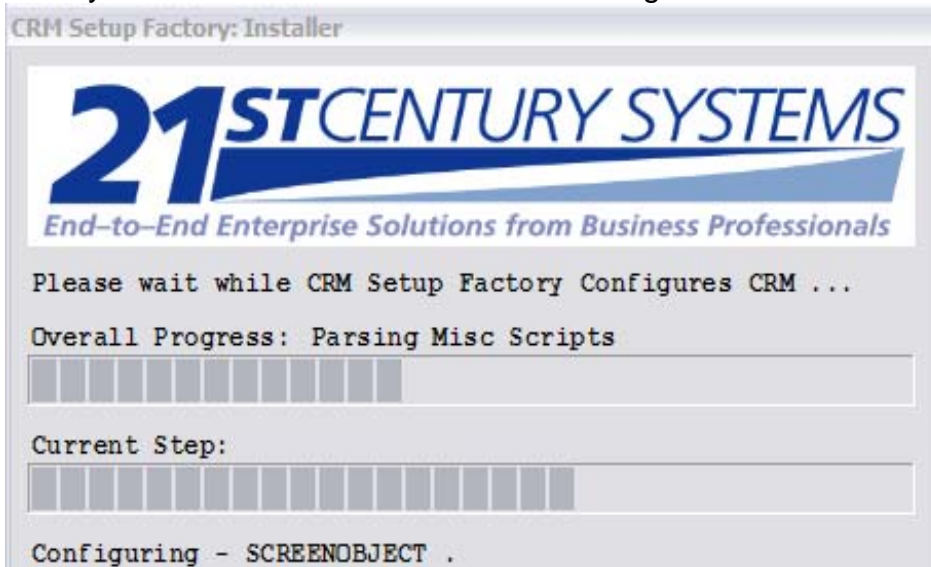 CRM Setup Factory: Installer
21STCENTURY SYSTEMS
End-to-End Enterprise Solutions from Business Professionals
Please wait while CRM Setup Factory Configures CRM ...
Overall Progress: Parsing Misc Scripts
Current Step:
Configuring - SCREENOBJECT .